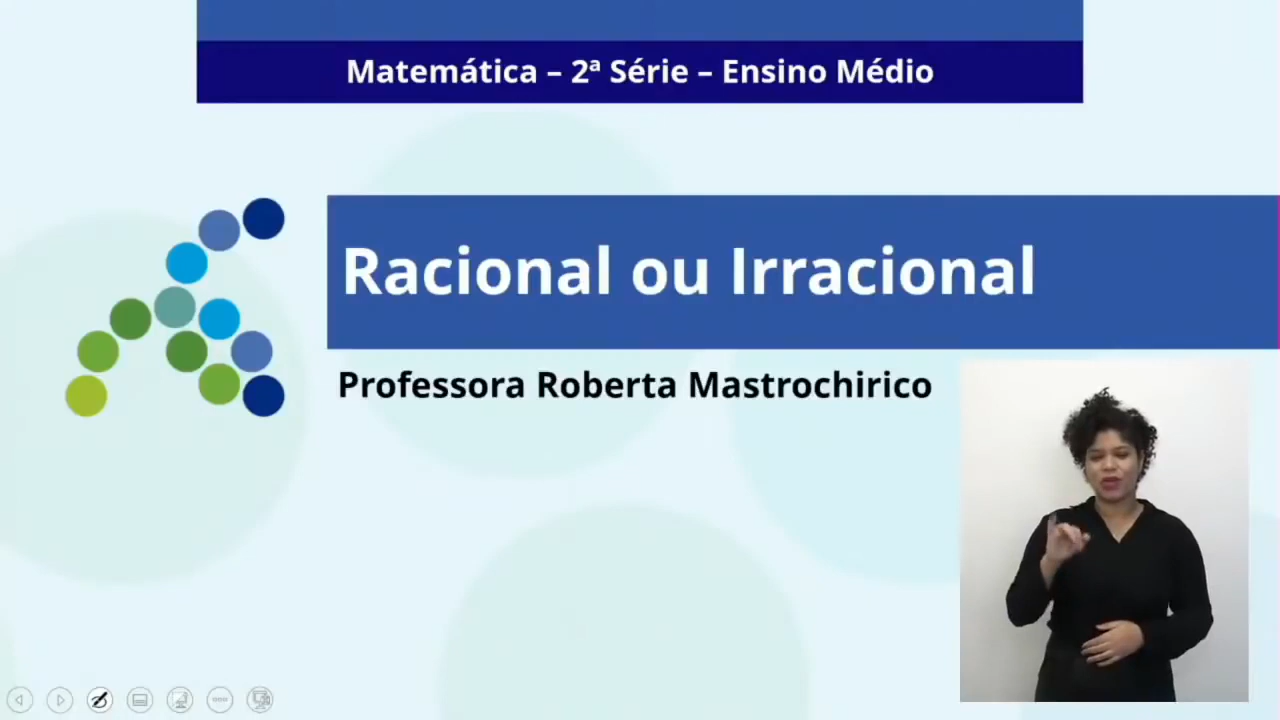 Matemática – 2ª Série – Ensino Médio
Racional ou Irracional
Professora Roberta Mastrochirico